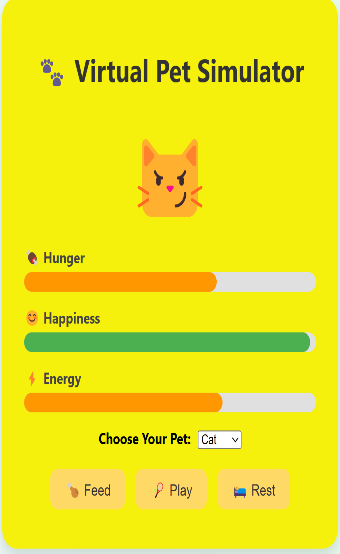 Virtual Pet Simulator
Hunger
Happiness
Energy
Choose Your Pet: Cat
Feed Play Rest